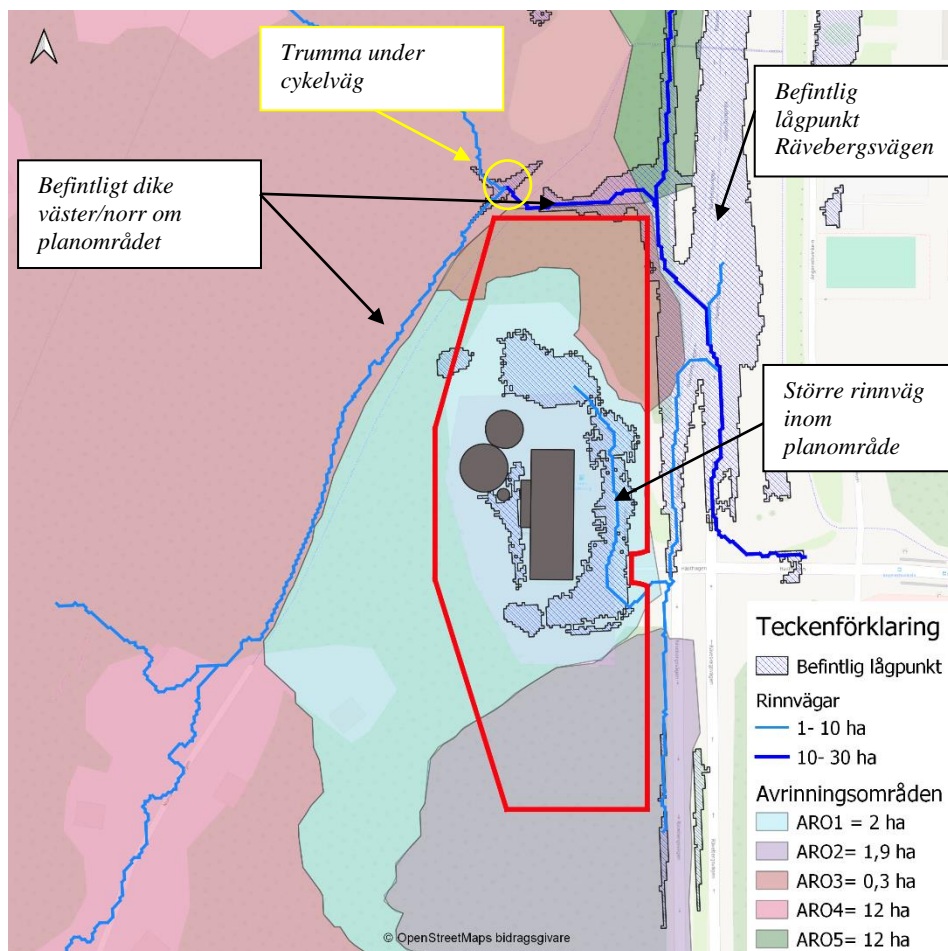 Trumma under
cykelväg
Befintlig
lågpunkt
Rävebergsvägen
Befintligt dike
väster/norr om
planområdet
Större rinnväg
inom
planområde
Teckenförklaring
Befintlig lågpunkt
Rinnvägar
1- 10 ha
10- 30 ha
Avrinningsområden
ARO1 = 2 ha
ARO2= 1,9 ha
ARO3= 0,3 ha
ARO4= 12 ha
ARO5= 12 ha
© OpenStreetMaps bidragsgivare